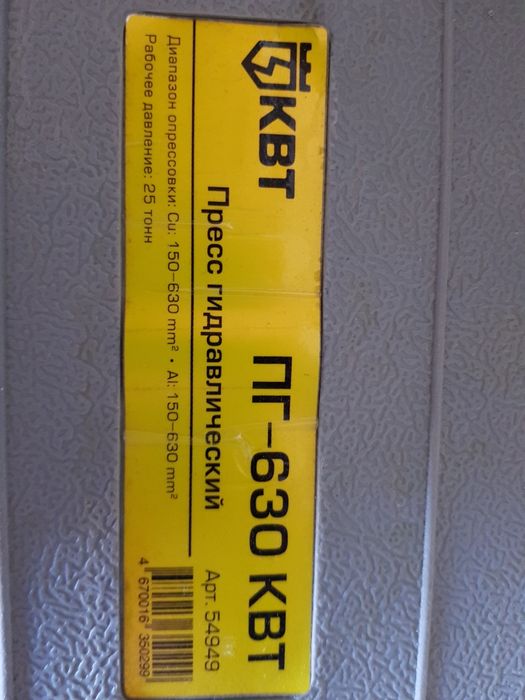 КВТ
ПГ-630 КВТ
Пресс гидравлический
Арт. 54949
Диапазон опрессовки: Cu: 150-630 mm² • Al: 150-630 mm²
Рабочее давление: 25 тонн
4 670016 350299